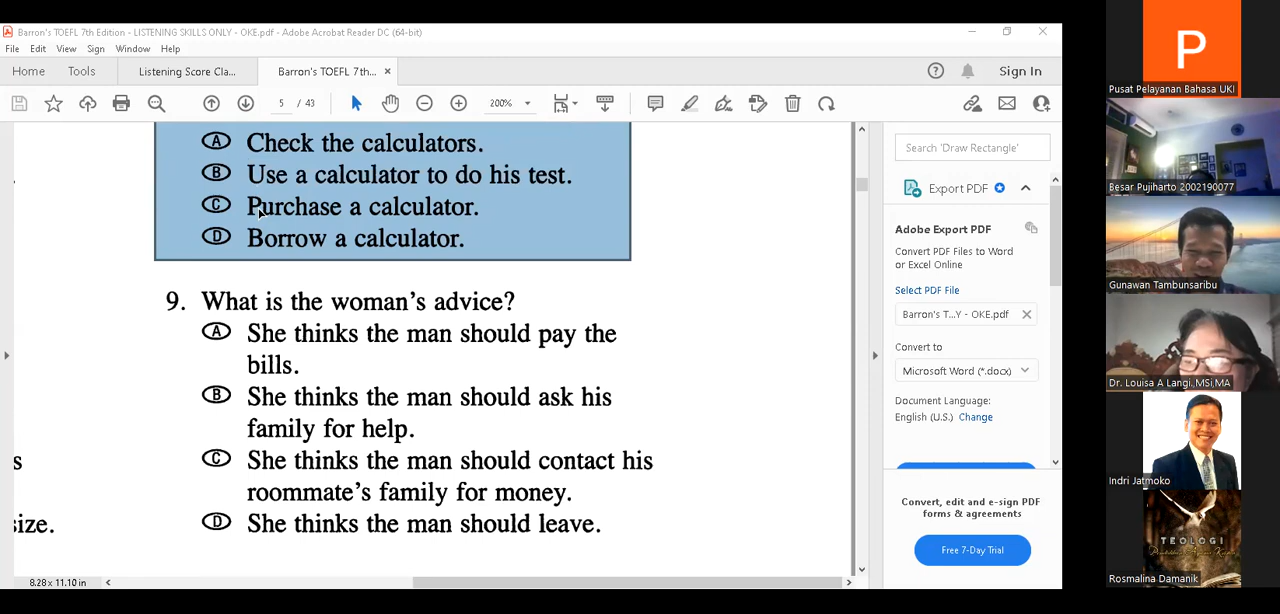 Barron's TOEFL 7th Edition - LISTENING SKILLS ONLY - OKE.pdf - Adobe Acrobat Reader DC (64-bit)
File Edit View Sign Window Help
Home Tools Listening Score Cla... Barron's TOEFL 7th... × ? Sign In
5 / 43 200%
A Check the calculators.
B Use a calculator to do his test.
C Purchase a calculator.
D Borrow a calculator.
9. What is the woman's advice?
A She thinks the man should pay the
bills.
B She thinks the man should ask his
family for help.
C She thinks the man should contact his
roommate's family for money.
D She thinks the man should leave.
s
size.
8.28 x 11.10 in
Search 'Draw Rectangle'
Export PDF
Adobe Export PDF
Convert PDF Files to Word
or Excel Online
Select PDF File
Barron's T...Y - OKE.pdf
Convert to
Microsoft Word (*.docx)
Document Language:
English (U.S.) Change
Convert, edit and e-sign PDF
forms & agreements
Free 7-Day Trial
P
Pusat Pelayanan Bahasa UKI
Besar Pujiharto 2002190077
Gunawan Tambunsaribu
Dr. Louisa A Langi,.MSi,MA
Indri Jatmoko
TEOLOGI
Rosmalina Damanik